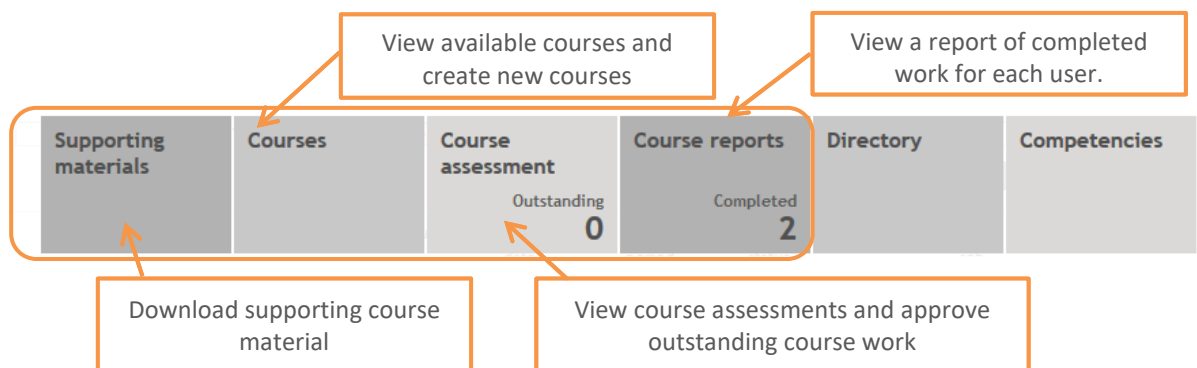 View available courses and
create new courses
View a report of completed
work for each user.
Supporting
materials
Courses
Course
assessment
Outstanding
0
Course reports
Completed
2
Directory
Competencies
Download supporting course
material
View course assessments and approve
outstanding course work